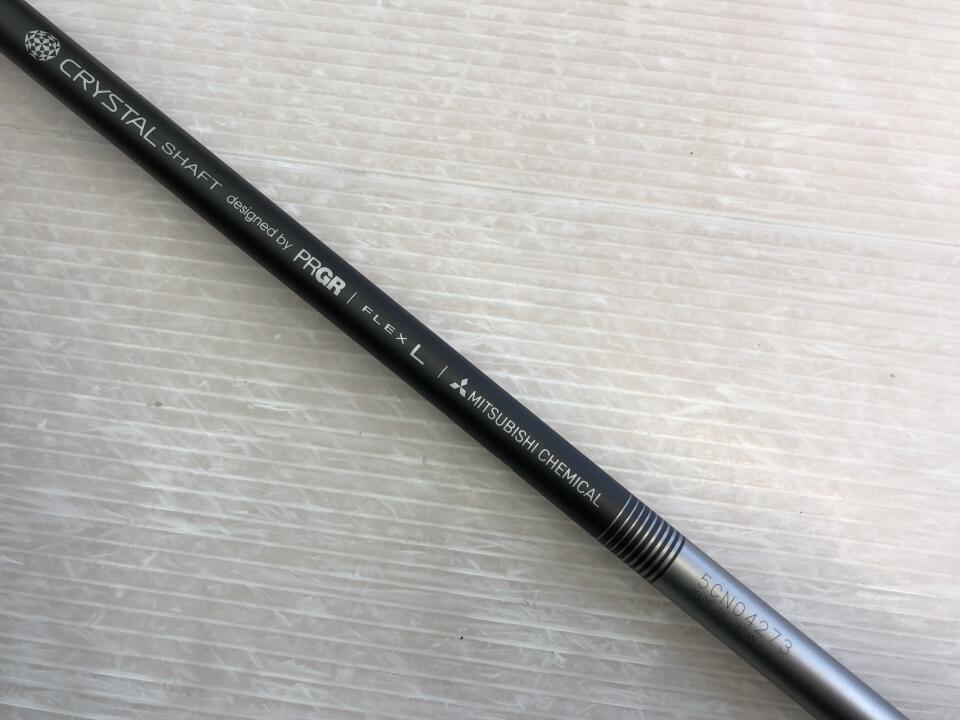 CRYSTAL SHAFT designed by PRGR | FLEX L | MITSUBISHI CHEMICAL
5CN04273